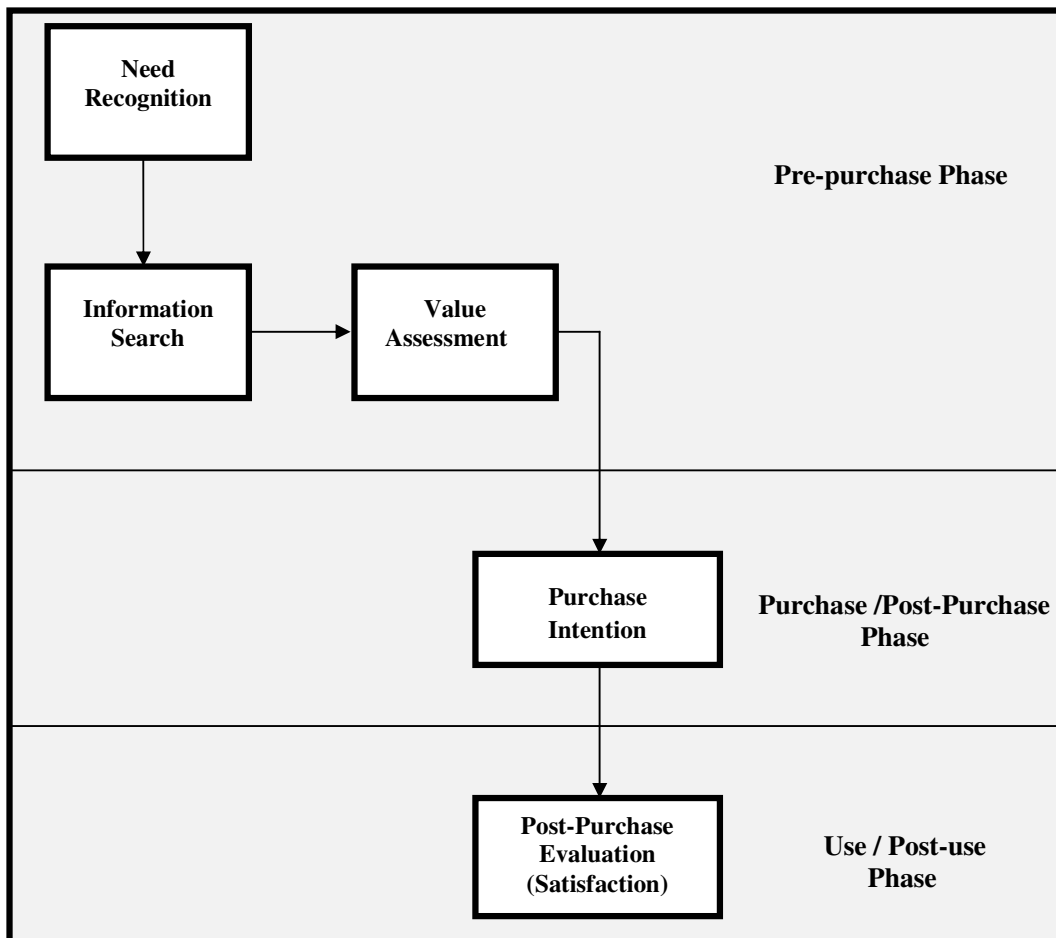 Need
Recognition
Pre-purchase Phase
Information
Search
Value
Assessment
Purchase
Intention
Purchase /Post-Purchase
Phase
Post-Purchase
Evaluation
(Satisfaction)
Use / Post-use
Phase